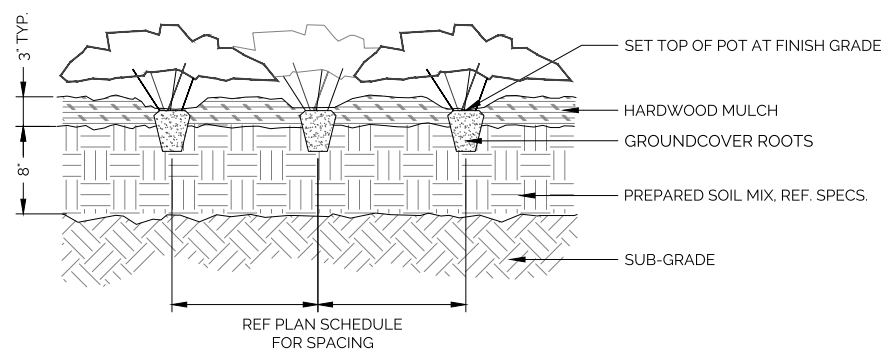 3" TYP.
8"
SET TOP OF POT AT FINISH GRADE
HARDWOOD MULCH
GROUNDCOVER ROOTS
PREPARED SOIL MIX, REF. SPECS.
SUB-GRADE
REF PLAN SCHEDULE
FOR SPACING